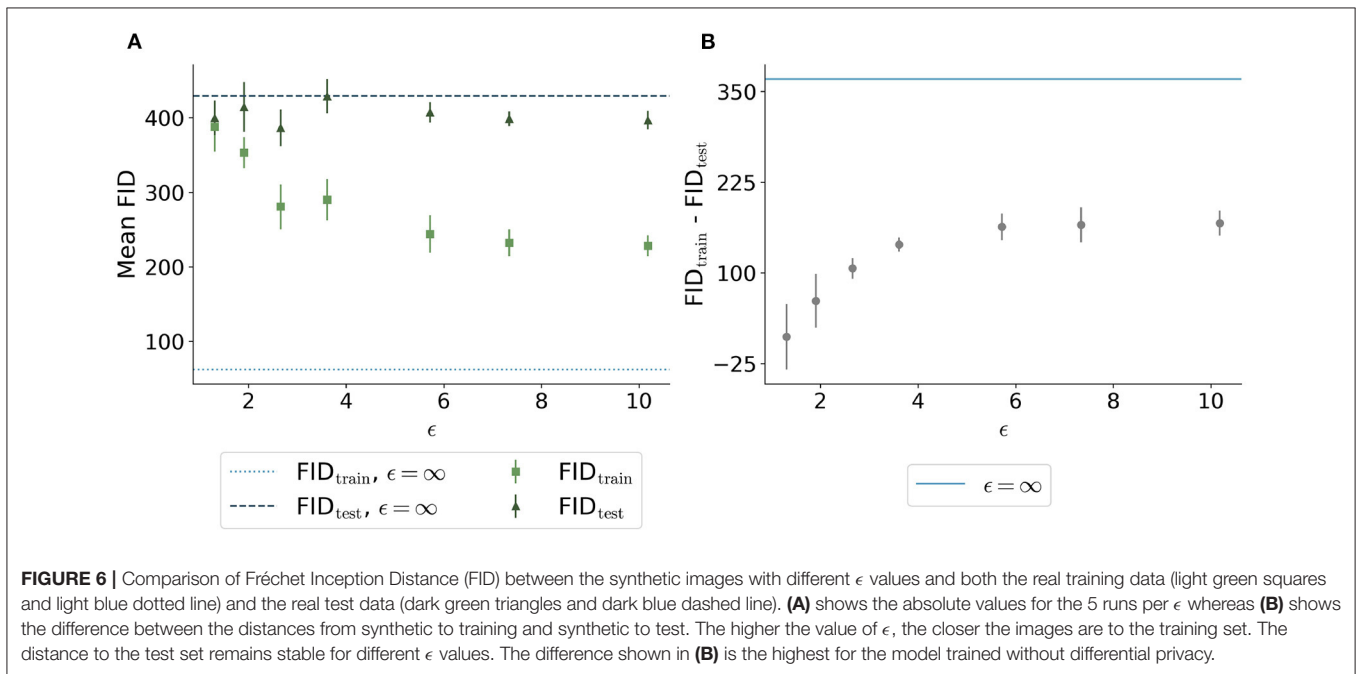 A
B
Mean FID
400
300
200
100
2
4
6
8
10
ϵ
FID_train - FID_test
350
225
100
−25
2
4
6
8
10
ϵ
FID_train, ϵ = ∞
FID_test, ϵ = ∞
FID_train
FID_test
ϵ = ∞
FIGURE 6 | Comparison of Fréchet Inception Distance (FID) between the synthetic images with different ϵ values and both the real training data (light green squares
and light blue dotted line) and the real test data (dark green triangles and dark blue dashed line). (A) shows the absolute values for the 5 runs per ϵ whereas (B) shows
the difference between the distances from synthetic to training and synthetic to test. The higher the value of ϵ, the closer the images are to the training set. The
distance to the test set remains stable for different ϵ values. The difference shown in (B) is the highest for the model trained without differential privacy.